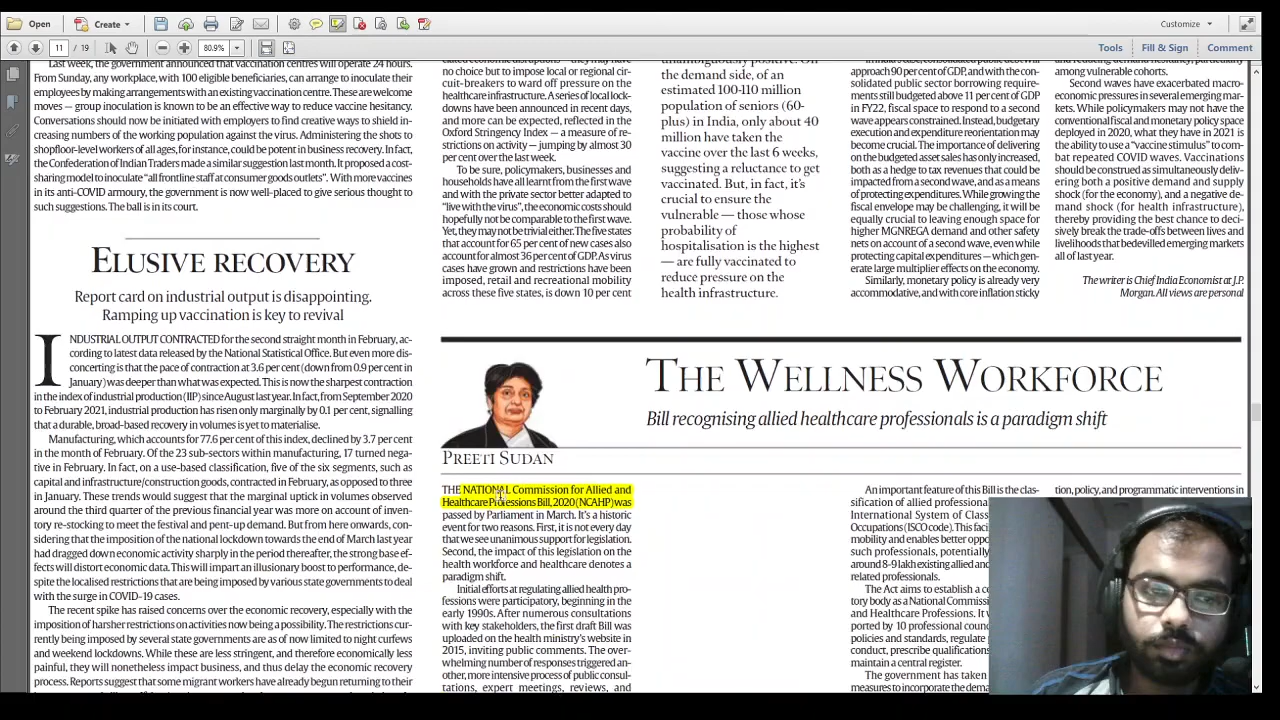 Open
Create
Customize
11 / 19
80.9%
Tools
Fill & Sign
Comment
Last week, the government announced that vaccination centres will operate 24 hours.
From Sunday, any workplace, with 100 eligible beneficiaries, can arrange to inoculate their
employees by making arrangements with an existing vaccination centre. These are welcome
moves — group inoculation is known to be an effective way to reduce vaccine hesitancy.
Conversations should now be initiated with employers to find creative ways to shield in-
creasing numbers of the working population against the virus. Administering the shots to
shopfloor-level workers of all ages, for instance, could be potent in business recovery. In fact,
the Confederation of Indian Traders made a similar suggestion last month. It proposed a cost-
sharing model to inoculate "all frontline staff at consumer goods outlets". With more vaccines
in its anti-COVID armoury, the government is now well-placed to give serious thought to
such suggestions. The ball is in its court.
ELUSIVE RECOVERY
Report card on industrial output is disappointing.
Ramping up vaccination is key to revival
INDUSTRIAL OUTPUT CONTRACTED for the second straight month in February, ac-
cording to latest data released by the National Statistical Office. But even more dis-
concerting is that the pace of contraction at 3.6 per cent (down from 0.9 per cent in
January) was deeper than what was expected. This is now the sharpest contraction
in the index of industrial production (IIP) since August last year. In fact, from September 2020
to February 2021, industrial production has risen only marginally by 0.1 per cent, signalling
that a durable, broad-based recovery in volumes is yet to materialise.
Manufacturing, which accounts for 77.6 per cent of this index, declined by 3.7 per cent
in February. Of the 23 sub-sectors within manufacturing, 17 turned nega-
tive in February. In fact, on a use-based classification, five of the six segments, such as
capital and infrastructure/construction goods, contracted in February, as opposed to three
in January. These trends would suggest that the marginal uptick in volumes observed
around the third quarter of the previous financial year was more on account of inven-
tory re-stocking to meet the festival and pent-up demand. But from here onwards, con-
sidering that the imposition of the national lockdown towards the end of March last year
had dragged down economic activity sharply in the period thereafter, the strong base ef-
fects will distort economic data. This will impart an illusionary boost to performance, de-
spite the localised restrictions that are being imposed by various state governments to deal
with the surge in COVID-19 cases.
The recent spike has raised concerns over the economic recovery, especially with the
imposition of harsher restrictions on activities now being a possibility. The restrictions cur-
rently being imposed by several state governments are as of now limited to night curfews
and weekend lockdowns. While these are less stringent, and therefore economically less
painful, they will nonetheless impact business, and thus delay the economic recovery
process. Reports suggest that some migrant workers have already begun returning to their
no choice but to impose local or regional cir-
cuit-breakers to ward off pressure on the
healthcare infrastructure. A series of local lock-
downs have been announced in recent days,
and more can be expected, reflected in the
Oxford Stringency Index — a measure of re-
strictions on activity — jumping by almost 30
per cent over the last week.
To be sure, policymakers, businesses and
households have all learnt from the first wave
and with the private sector better adapted to
"live with the virus", the economic costs should
hopefully not be comparable to the first wave.
Yet, they may not be trivial either. The five states
that account for 65 per cent of new cases also
account for almost 36 per cent of GDP. As virus
cases have grown and restrictions have been
imposed, retail and recreational mobility
across these five states, is down 10 per cent
unambiguously positive. On
the demand side, of an
estimated 100-110 million
population of seniors (60-
plus) in India, only about 40
million have taken the
vaccine over the last 6 weeks,
suggesting a reluctance to get
vaccinated. But, in fact, it's
crucial to ensure the
vulnerable — those whose
probability of
hospitalisation is the highest
— are fully vaccinated to
reduce pressure on the
health infrastructure.
approach 90 per cent of GDP, and with the con-
solidated public sector borrowing require-
ments still budgeted above 11 per cent of GDP
in FY22, fiscal space to respond to a second
wave appears constrained. Instead, budgetary
execution and expenditure reorientation may
become crucial. The importance of delivering
on the budgeted asset sales has only increased,
both as a hedge to tax revenues that could be
impacted from a second wave, and as a means
of protecting expenditures. While growing the
fiscal envelope may be challenging, it will be
equally crucial to leaving enough space for
higher MGNREGA demand and other safety
nets on account of a second wave, even while
protecting capital expenditures — which gen-
erate large multiplier effects on the economy.
Similarly, monetary policy is already very
accommodative, and with core inflation sticky
among vulnerable cohorts.
Second waves have exacerbated macro-
economic pressures in several emerging mar-
kets. While policymakers may not have the
conventional fiscal and monetary policy space
deployed in 2020, what they have in 2021 is
the ability to use a "vaccine stimulus" to com-
bat repeated COVID waves. Vaccinations
should be construed as simultaneously deliv-
ering both a positive demand and supply
shock (for the economy), and a negative de-
mand shock (for health infrastructure),
thereby providing the best chance to deci-
sively break the trade-offs between lives and
livelihoods that bedevilled emerging markets
all of last year.
The writer is Chief India Economist at J.P.
Morgan. All views are personal
THE WELLNESS WORKFORCE
Bill recognising allied healthcare professionals is a paradigm shift
PREETI SUDAN
THE NATIONAL Commission for Allied and
Healthcare Professions Bill, 2020 (NCAHP) was
passed by Parliament in March. It's a historic
event for two reasons. First, it is not every day
that we see unanimous support for legislation.
Second, the impact of this legislation on the
health workforce and healthcare denotes a
paradigm shift.
Initial efforts at regulating allied health pro-
fessions were participatory, beginning in the
early 1990s. After numerous consultations
with key stakeholders, the first draft Bill was
uploaded on the health ministry's website in
2015, inviting public comments. The over-
whelming number of responses triggered an-
other, more intensive process of public consul-
tations, expert meetings, reviews, and
An important feature of this Bill is the clas-
sification of allied professional
International System of Class
Occupations (ISCO code). This faci
mobility and enables better oppo
such professionals, potentially
around 8-9 lakh existing allied and
related professionals.
The Act aims to establish a c
tory body as a National Commiss
and Healthcare Professions. It w
ported by 10 professional counc
policies and standards, regulate p
conduct, prescribe qualifications
maintain a central register.
The government has taken
measures to incorporate the dema
tion, policy, and programmatic interventions in